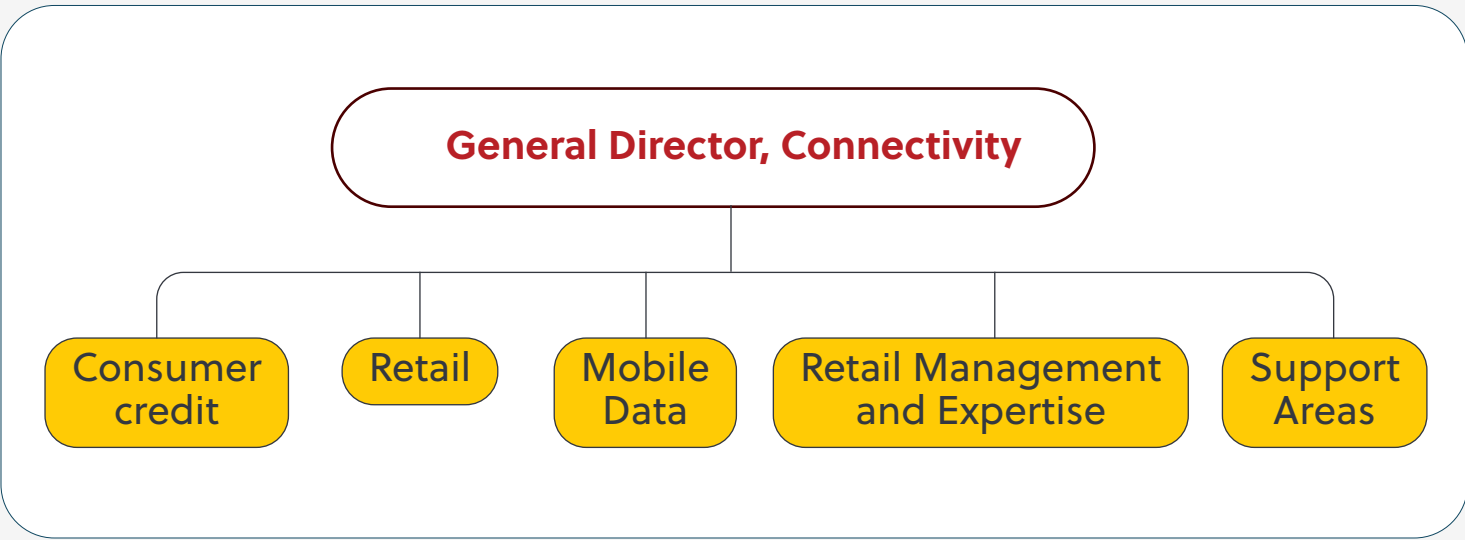 General Director, Connectivity
Consumer
credit
Retail
Mobile
Data
Retail Management
and Expertise
Support
Areas